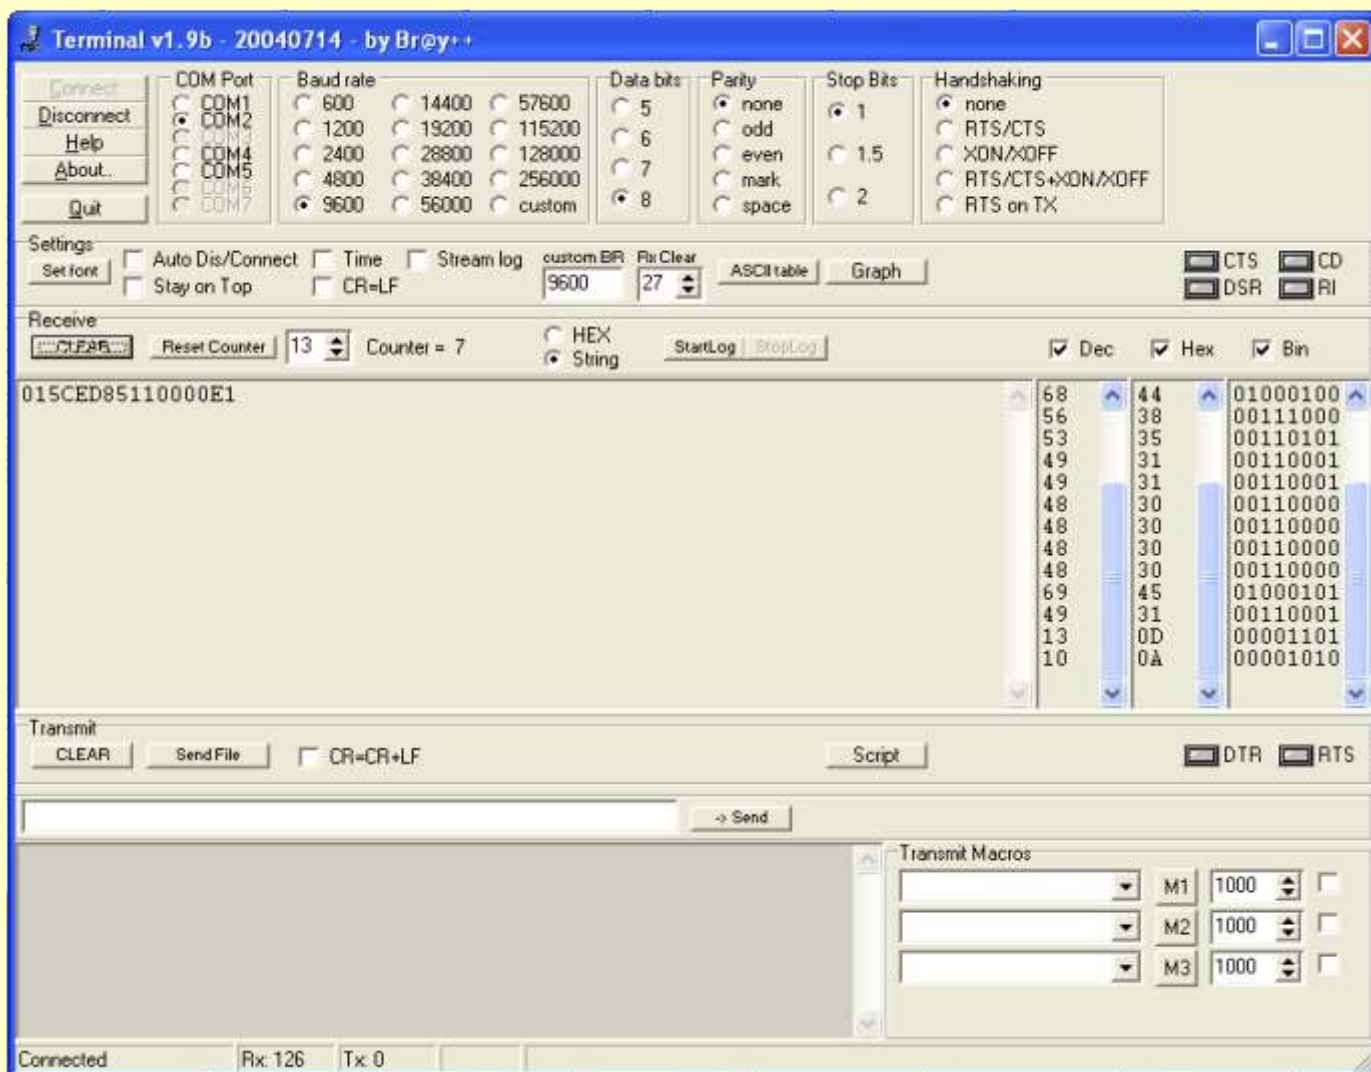 Terminal v1.9b - 20040714 - by Br@y++
Connect
Disconnect
Help
About..
Quit
COM Port
COM1
COM2
COM3
COM4
COM5
COM6
COM7
Baud rate
600
1200
2400
4800
9600
14400
19200
28800
38400
56000
57600
115200
128000
256000
custom
Data bits
5
6
7
8
Parity
none
odd
even
mark
space
Stop Bits
1
1.5
2
Handshaking
none
RTS/CTS
XON/XOFF
RTS/CTS+XON/XOFF
RTS on TX
Settings
Set font
Auto Dis/Connect
Stay on Top
Time
CR=LF
Stream log
custom BR
9600
Rx Clear
27
ASCII table
Graph
CTS
CD
DSR
RI
Receive
CLEAR
Reset Counter
13
Counter = 7
HEX
String
StartLog
StopLog
Dec
Hex
Bin
015CED85110000E1
68 44 01000100
56 38 00111000
53 35 00110101
49 31 00110001
49 31 00110001
48 30 00110000
48 30 00110000
48 30 00110000
48 30 00110000
69 45 01000101
49 31 00110001
13 0D 00001101
10 0A 00001010
Transmit
CLEAR
Send File
CR=CR+LF
Script
DTR
RTS
-> Send
Transmit Macros
M1 1000
M2 1000
M3 1000
Connected
Rx: 126
Tx: 0